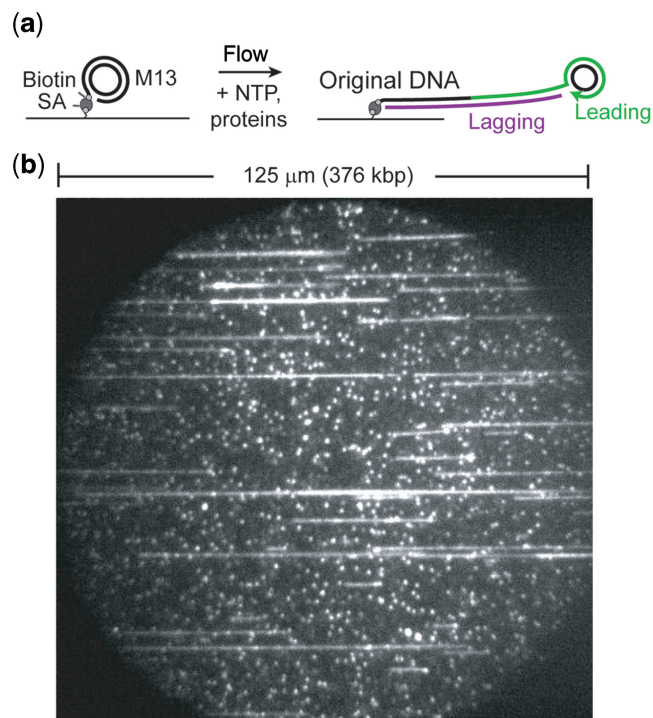 (a)
Biotin
SA
M13
Flow
+ NTP,
proteins
Original DNA
Lagging
Leading
(b)
125 μm (376 kbp)